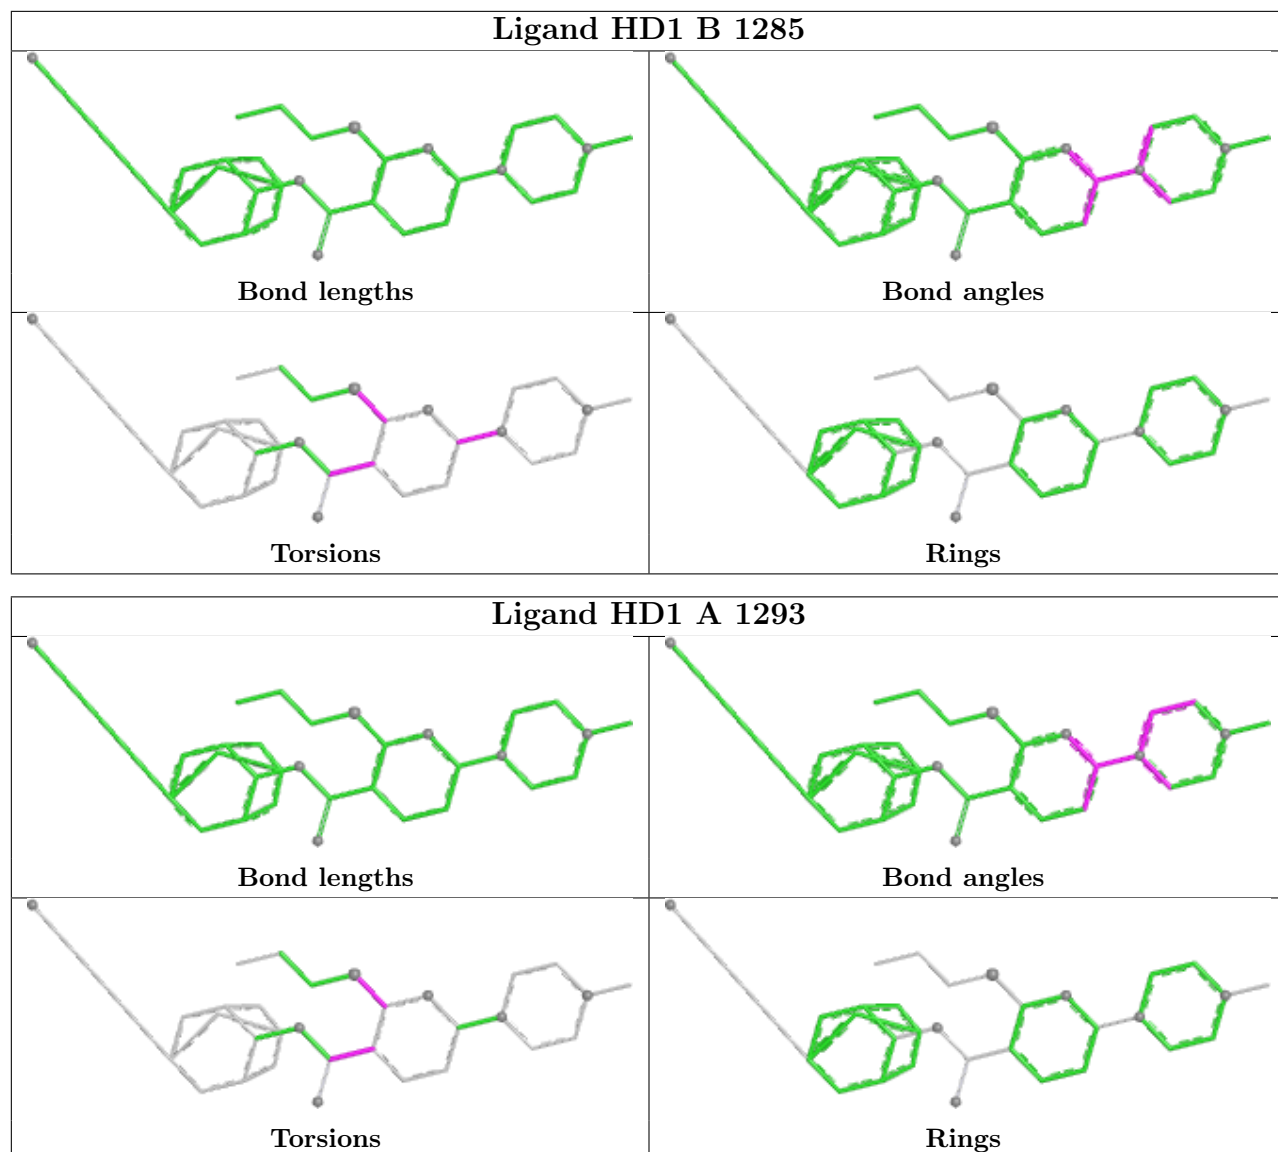 Ligand HD1 B 1285
Bond lengths
Bond angles
Torsions
Rings
Ligand HD1 A 1293
Bond lengths
Bond angles
Torsions
Rings